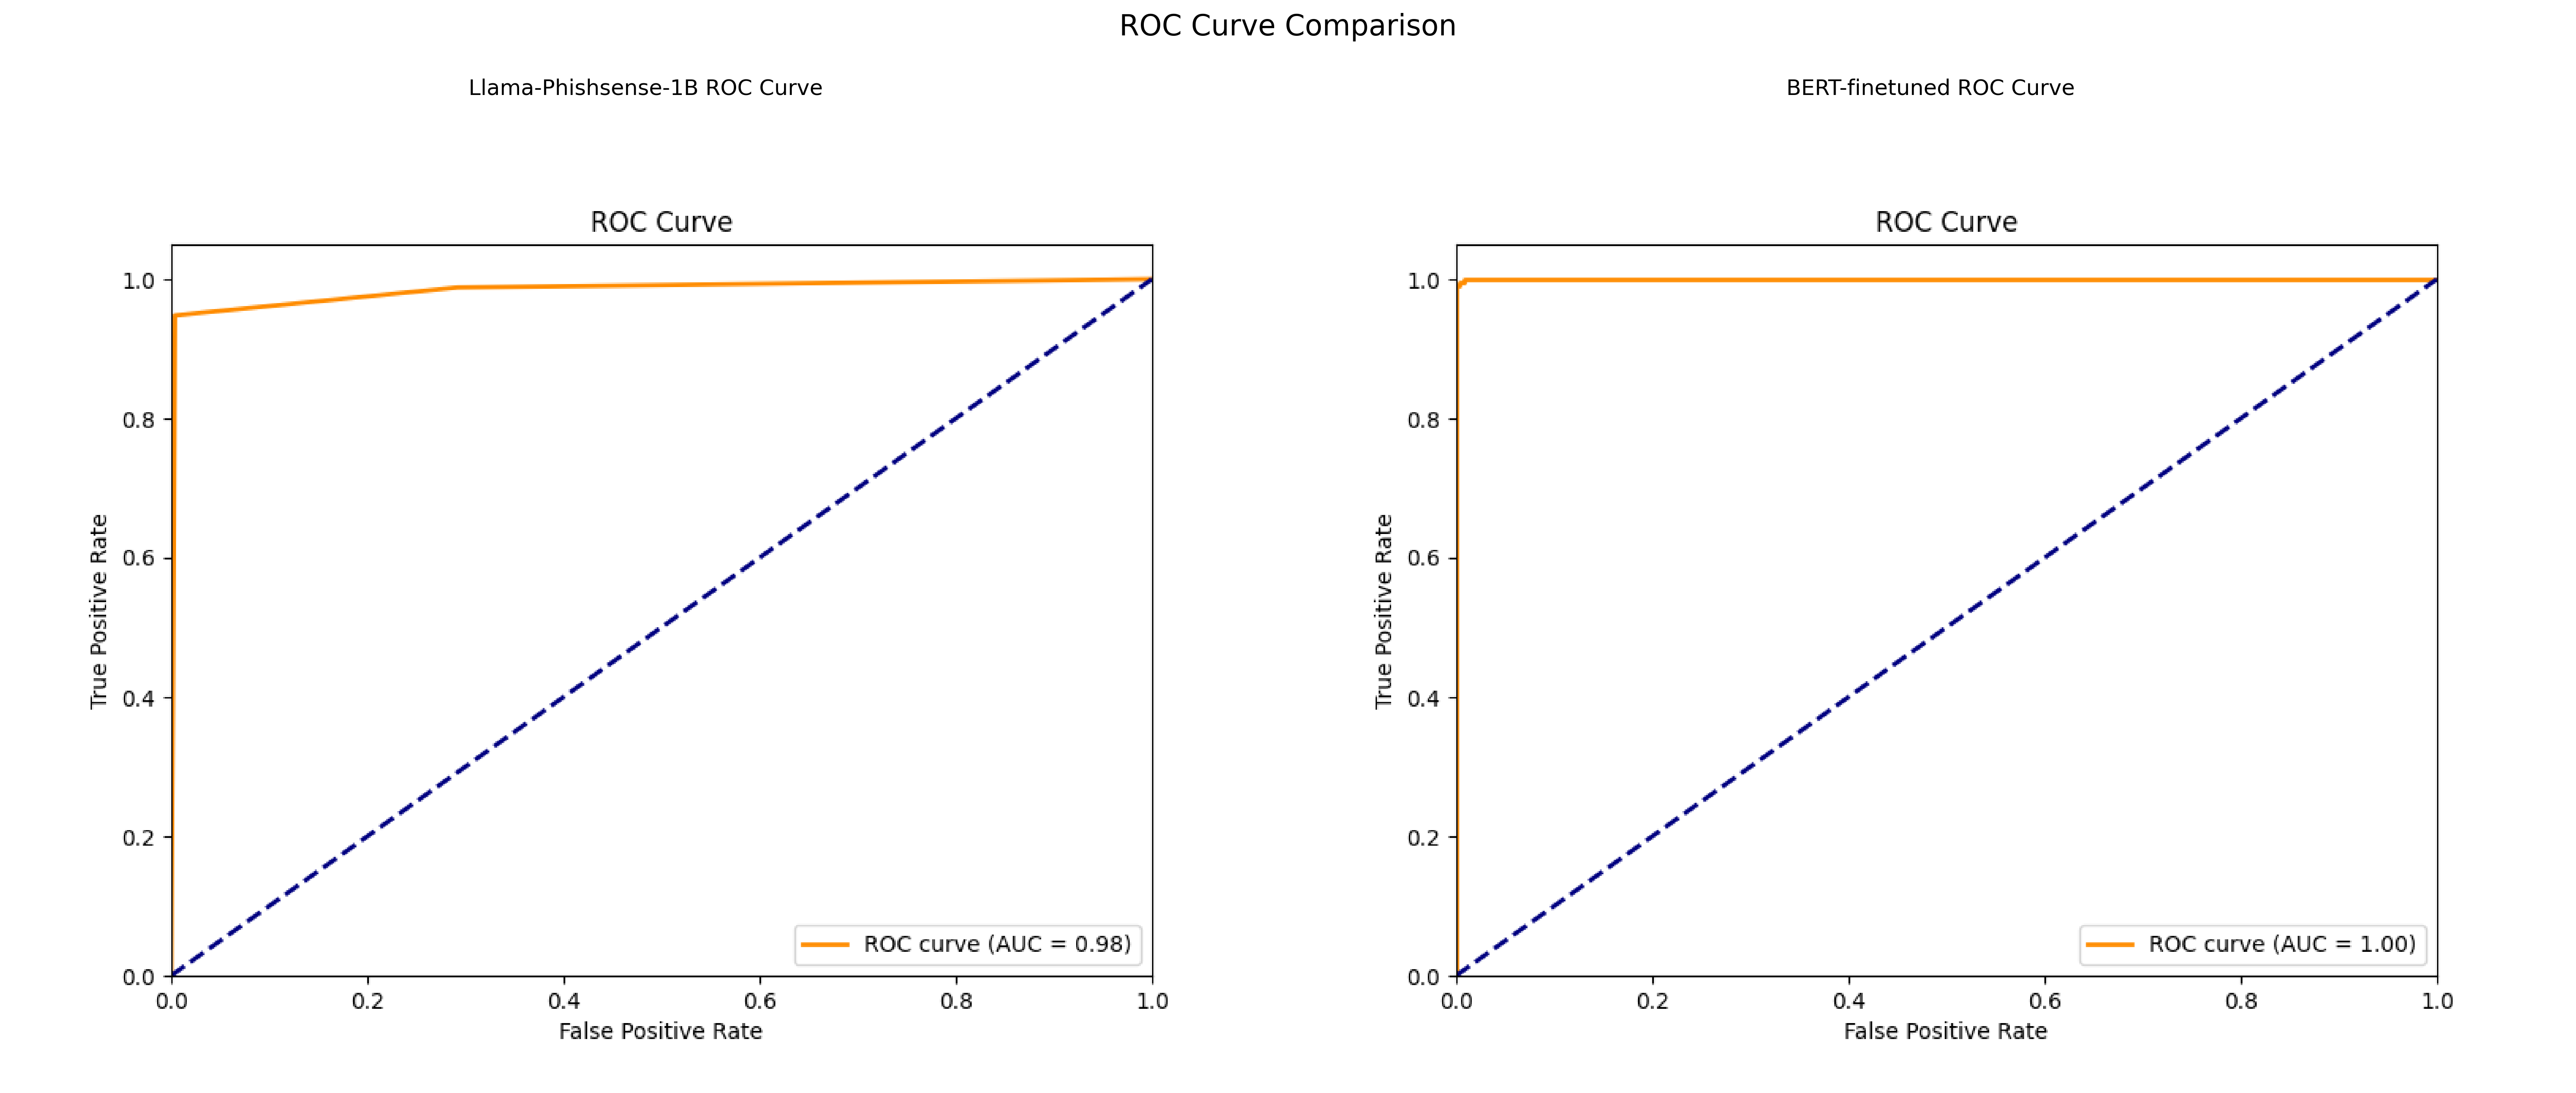 ROC Curve Comparison
Llama-Phishsense-1B ROC Curve
ROC Curve
True Positive Rate
1.0
0.8
0.6
0.4
0.2
0.0
0.0 0.2 0.4 0.6 0.8 1.0
False Positive Rate
ROC curve (AUC = 0.98)
BERT-finetuned ROC Curve
ROC Curve
True Positive Rate
1.0
0.8
0.6
0.4
0.2
0.0
0.0 0.2 0.4 0.6 0.8 1.0
False Positive Rate
ROC curve (AUC = 1.00)